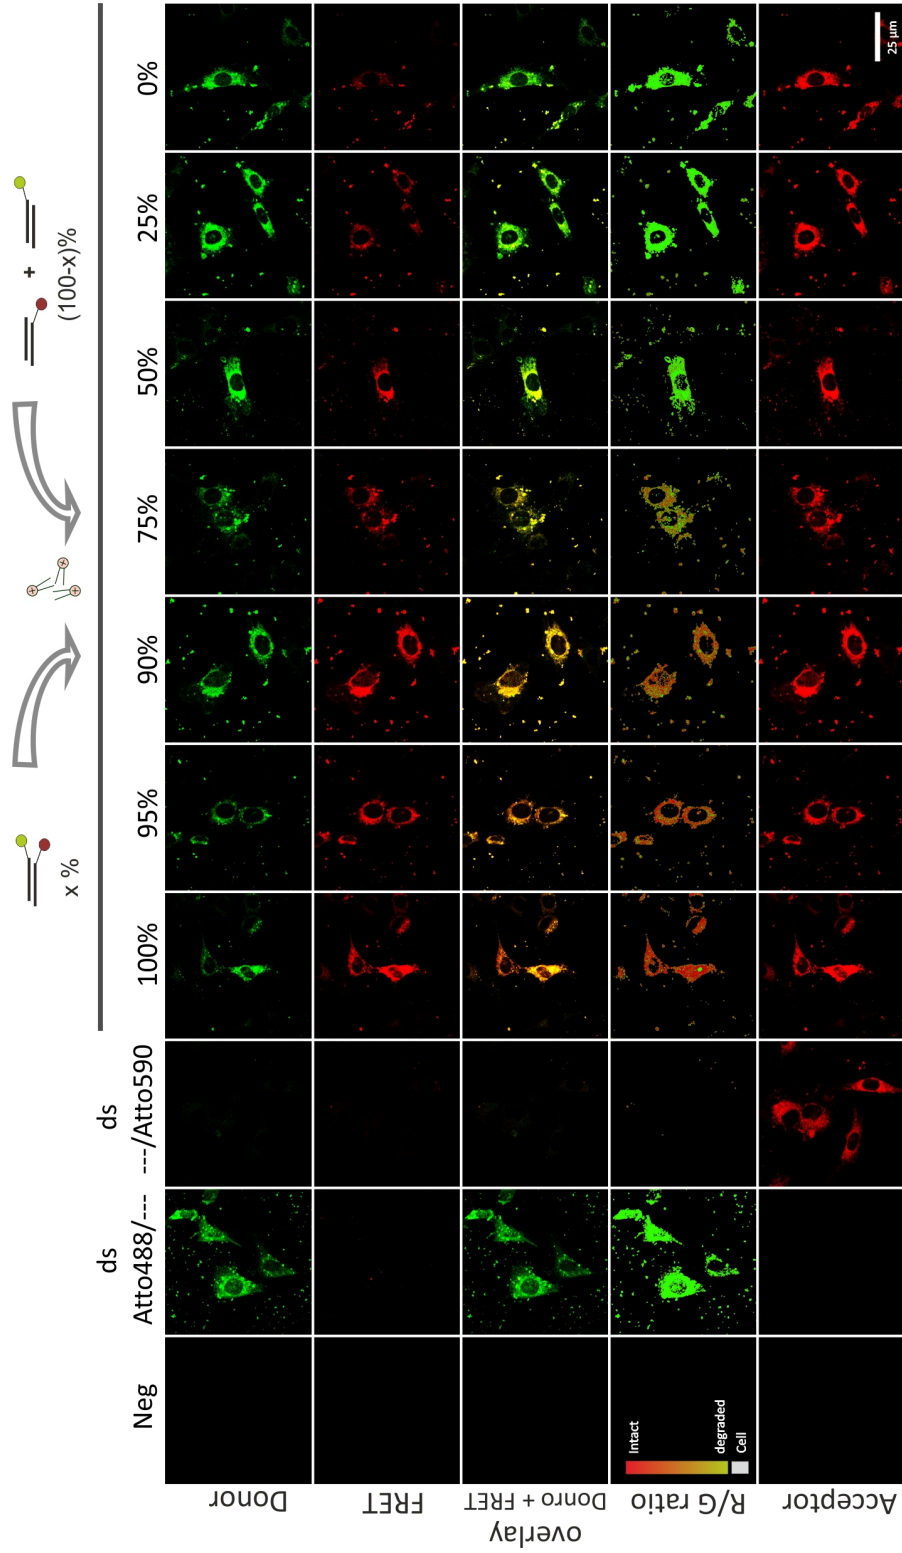 x %
+
(100-x)%
Neg
ds
Atto488/---
ds
---/Atto590
100%
95%
90%
75%
50%
25%
0%
Donor
FRET
overlay
Donro + FRET
R/G ratio
Intact
degraded
Cell
Acceptor
25 µm